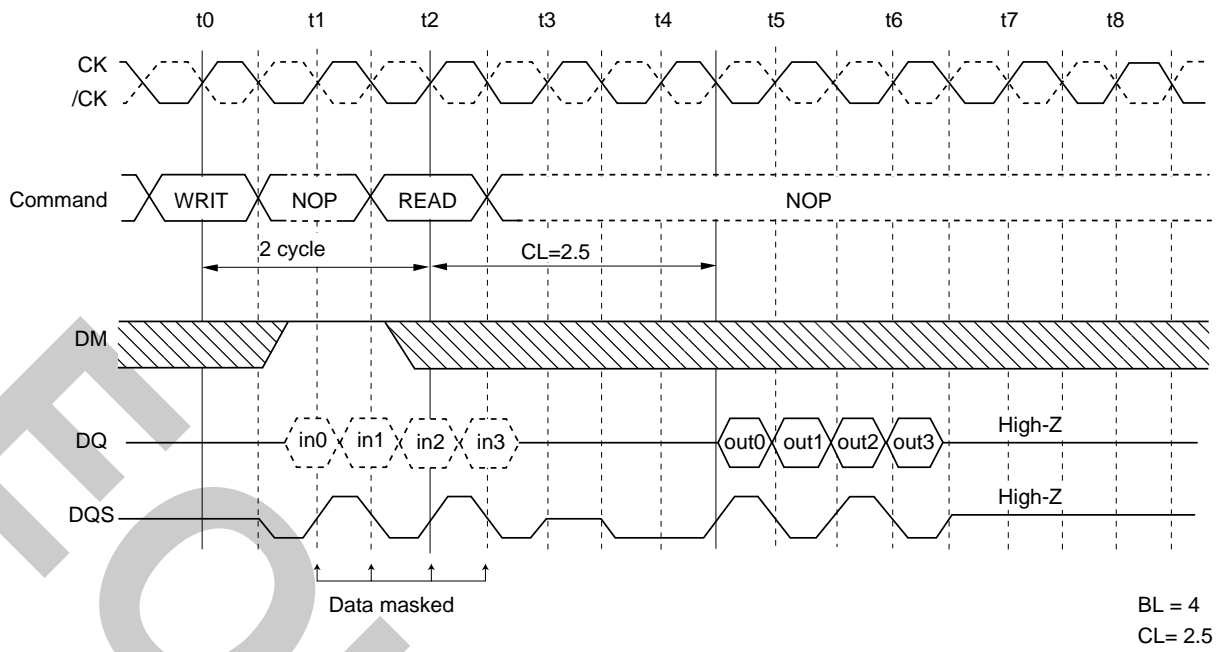 t0 t1 t2 t3 t4 t5 t6 t7 t8
CK
/CK
Command WRIT NOP READ NOP
2 cycle CL=2.5
DM
DQ in0 in1 in2 in3 out0 out1 out2 out3 High-Z
DQS High-Z
Data masked
BL = 4
CL= 2.5